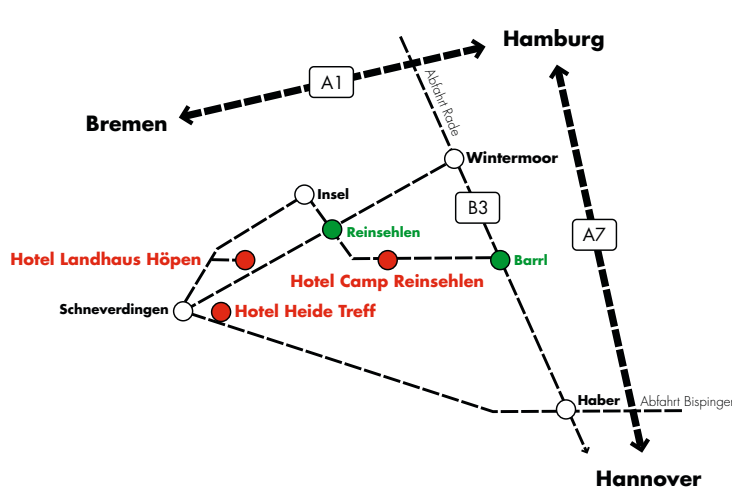 Hamburg
A1
Abfahrt Rade
Bremen
Wintermoor
Insel
B3
Reinsehlen
A7
Hotel Landhaus Höpen
Barrl
Hotel Camp Reinsehlen
Schneverdingen
Hotel Heide Treff
Haber
Abfahrt Bispingen
Hannover